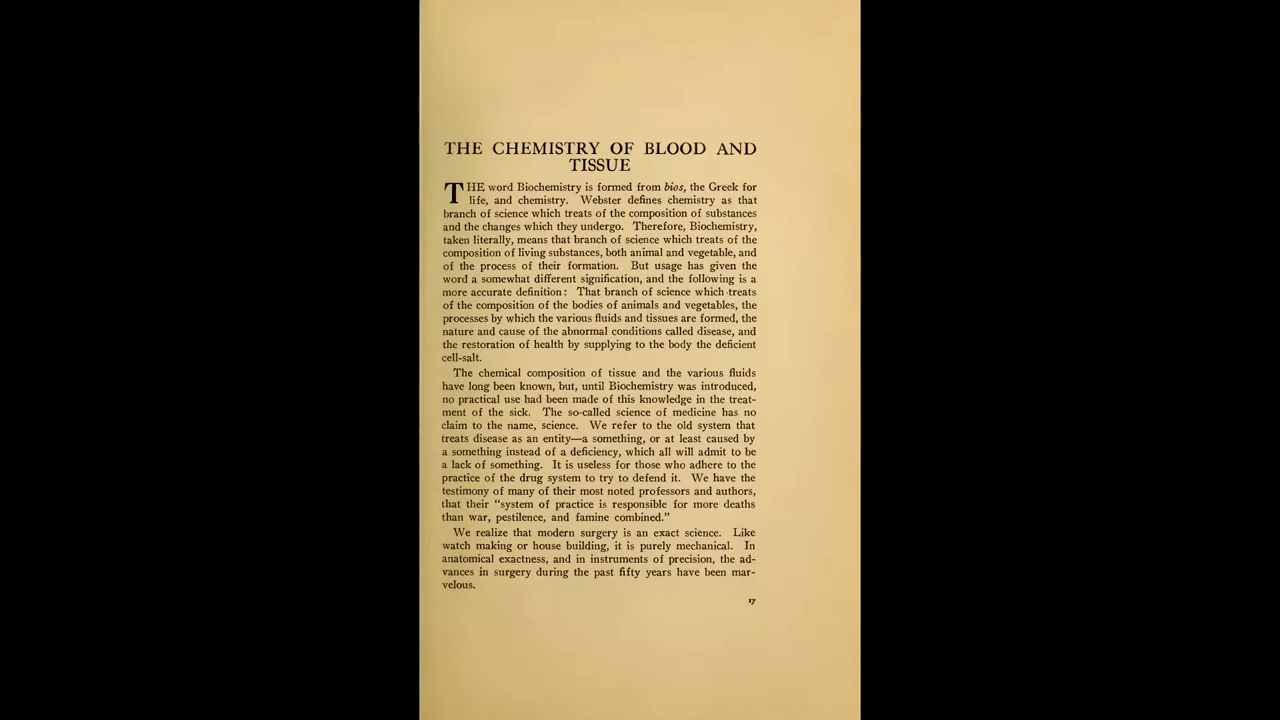 THE CHEMISTRY OF BLOOD AND
TISSUE
THE word Biochemistry is formed from bios, the Greek for
life, and chemistry. Webster defines chemistry as that
branch of science which treats of the composition of substances
and the changes which they undergo. Therefore, Biochemistry,
taken literally, means that branch of science which treats of the
composition of living substances, both animal and vegetable, and
of the process of their formation. But usage has given the
word a somewhat different signification, and the following is a
more accurate definition: That branch of science which treats
of the composition of the bodies of animals and vegetables, the
processes by which the various fluids and tissues are formed, the
nature and cause of the abnormal conditions called disease, and
the restoration of health by supplying to the body the deficient
cell-salt.
The chemical composition of tissue and the various fluids
have long been known, but, until Biochemistry was introduced,
no practical use had been made of this knowledge in the treat-
ment of the sick. The so-called science of medicine has no
claim to the name, science. We refer to the old system that
treats disease as an entity—a something, or at least caused by
a something instead of a deficiency, which all will admit to be
a lack of something. It is useless for those who adhere to the
practice of the drug system to try to defend it. We have the
testimony of many of their most noted professors and authors,
that their “system of practice is responsible for more deaths
than war, pestilence, and famine combined.”
We realize that modern surgery is an exact science. Like
watch making or house building, it is purely mechanical. In
anatomical exactness, and in instruments of precision, the ad-
vances in surgery during the past fifty years have been mar-
velous.
17